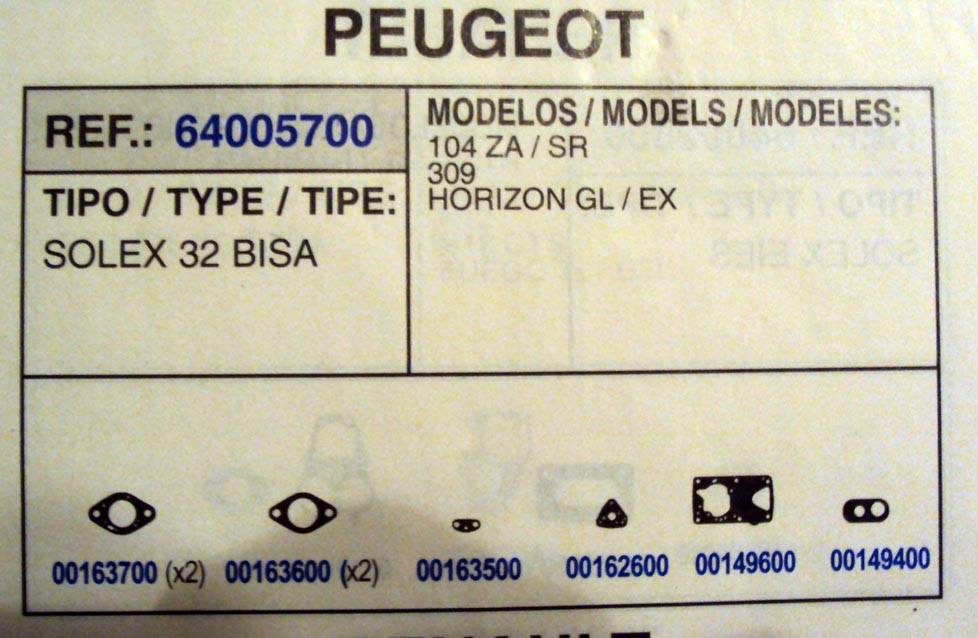 PEUGEOT
REF.: 64005700
TIPO / TYPE / TIPE:
SOLEX 32 BISA
MODELOS / MODELS / MODELES:
104 ZA / SR
309
HORIZON GL / EX
00163700 (x2) 00163600 (x2) 00163500 00162600 00149600 00149400